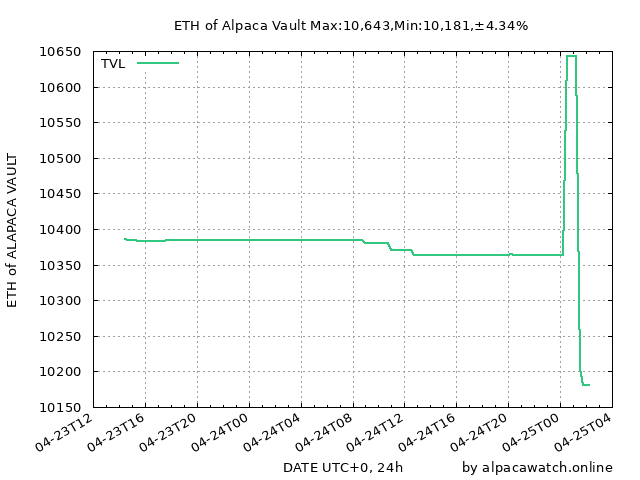 ETH of Alpaca Vault Max:10,643,Min:10,181,±4.34%
TVL
10650
10600
10550
10500
10450
10400
10350
10300
10250
10200
10150
ETH of ALAPACA VAULT
04-23T12
04-23T16
04-23T20
04-24T00
04-24T04
04-24T08
04-24T12
04-24T16
04-24T20
04-25T00
04-25T04
DATE UTC+0, 24h
by alpacawatch.online